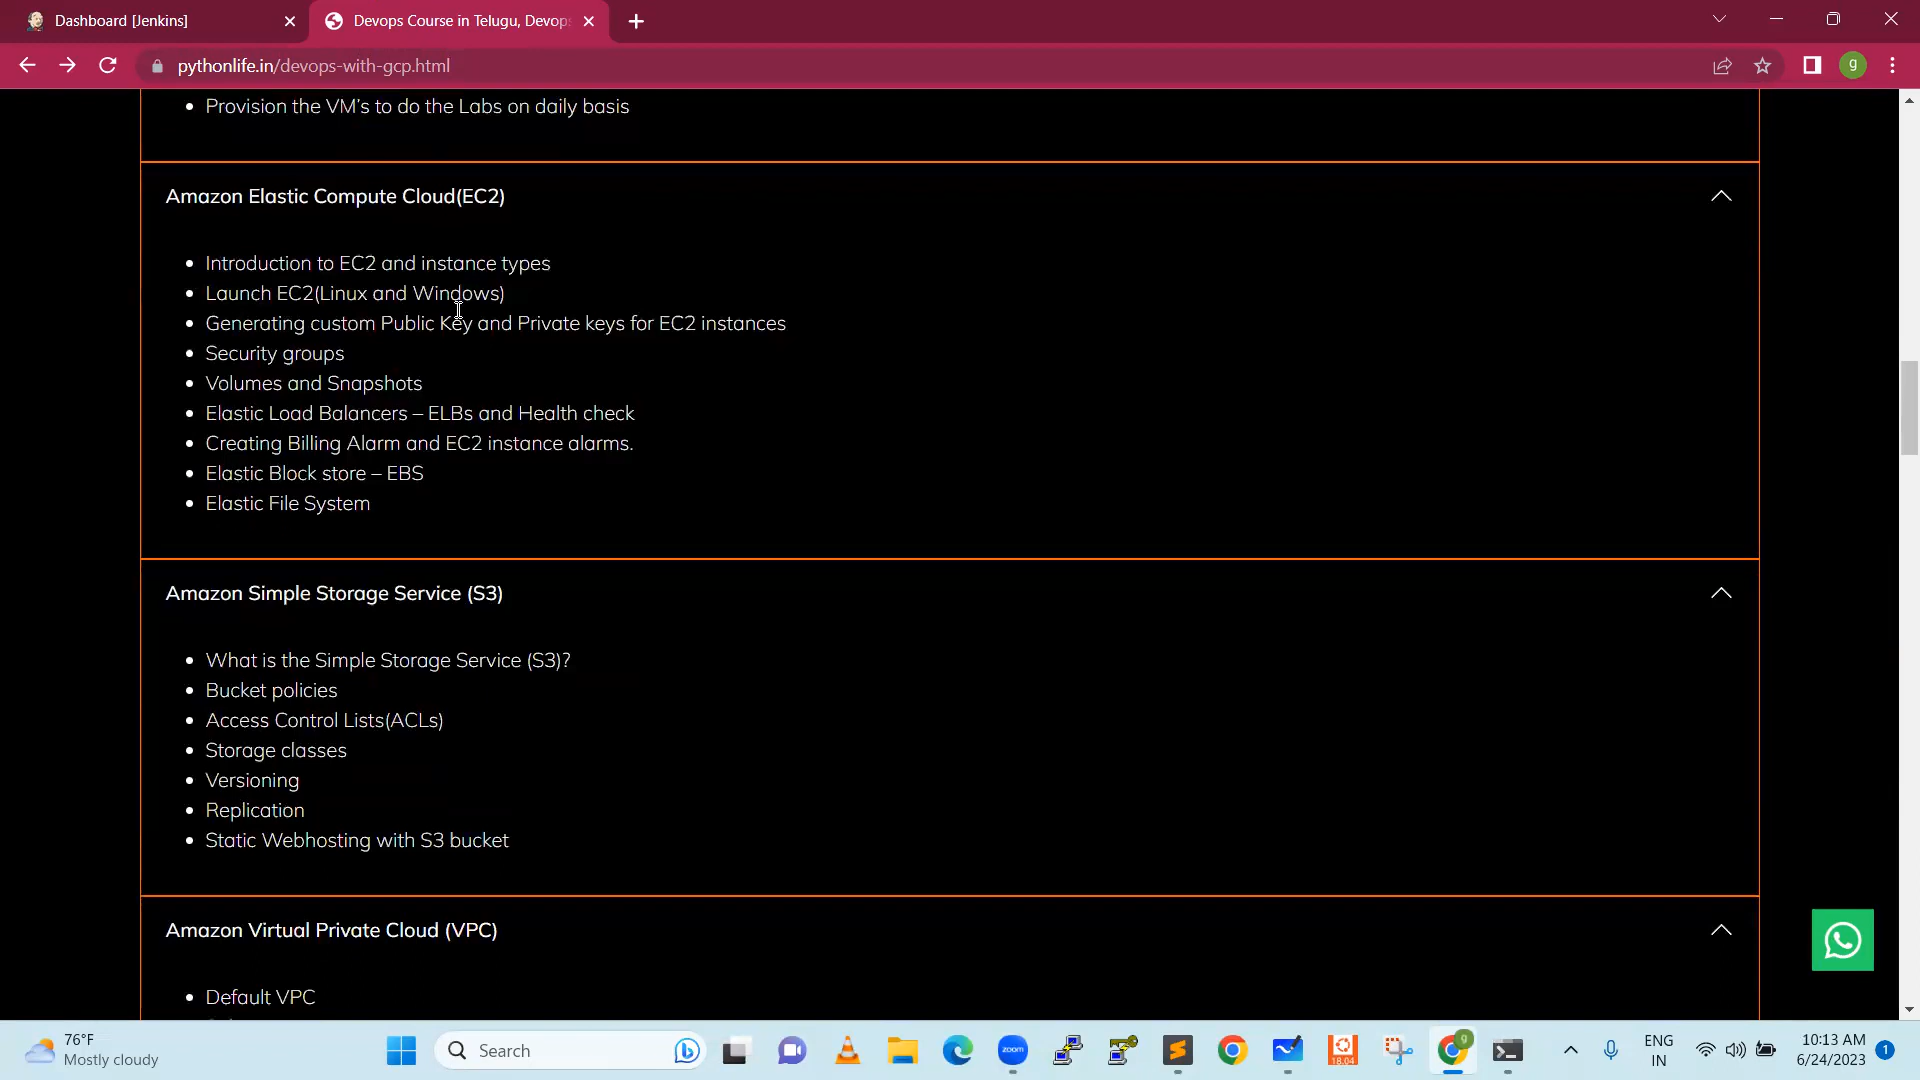 Dashboard [Jenkins]
Devops Course in Telugu, Devop
pythonlife.in/devops-with-gcp.html
g
Provision the VM's to do the Labs on daily basis
Amazon Elastic Compute Cloud(EC2)
Introduction to EC2 and instance types
Launch EC2(Linux and Windows)
Generating custom Public Key and Private keys for EC2 instances
Security groups
Volumes and Snapshots
Elastic Load Balancers – ELBs and Health check
Creating Billing Alarm and EC2 instance alarms.
Elastic Block store – EBS
Elastic File System
Amazon Simple Storage Service (S3)
What is the Simple Storage Service (S3)?
Bucket policies
Access Control Lists(ACLs)
Storage classes
Versioning
Replication
Static Webhosting with S3 bucket
Amazon Virtual Private Cloud (VPC)
Default VPC
76°F
Mostly cloudy
Search
zoom
18.04
g
ENG
IN
10:13 AM
6/24/2023
1